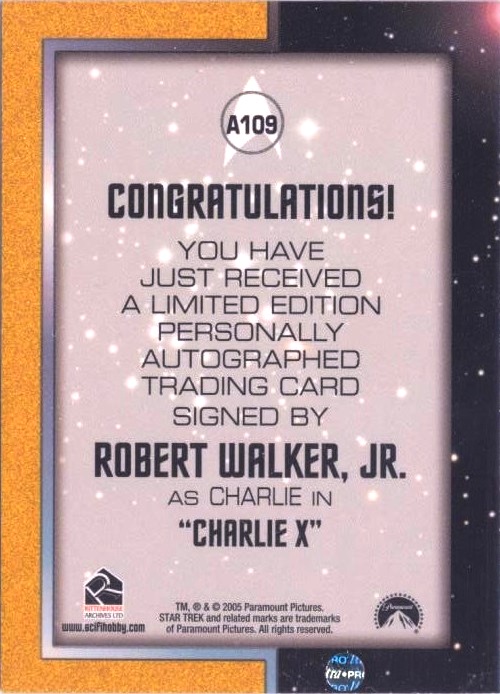 A109
CONGRATULATIONS!
YOU HAVE
JUST RECEIVED
A LIMITED EDITION
PERSONALLY
AUTOGRAPHED
TRADING CARD
SIGNED BY
ROBERT WALKER, JR.
AS CHARLIE IN
"CHARLIE X"
RITTENHOUSE
ARCHIVES LTD
www.scifihobby.com
TM, ® & © 2005 Paramount Pictures.
STAR TREK and related marks are trademarks
of Paramount Pictures. All rights reserved.
Paramount